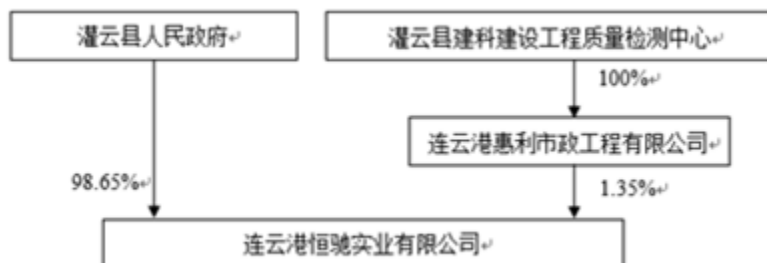 灌云县人民政府
灌云县建科建设工程质量检测中心
100%
连云港惠利市政工程有限公司
98.65%
1.35%
连云港恒驰实业有限公司